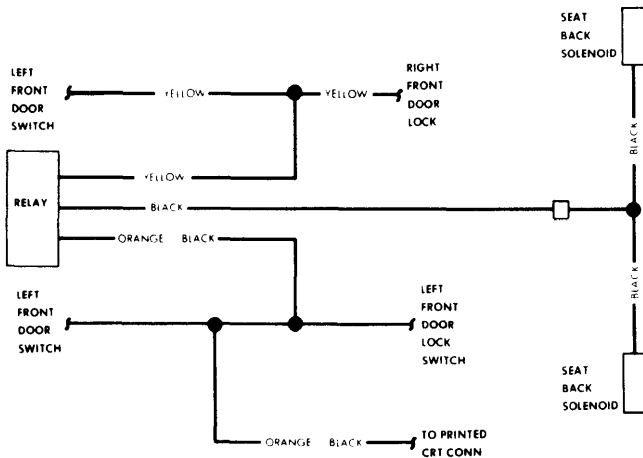 SEAT
BACK
SOLENOID
LEFT
FRONT
DOOR
SWITCH
YELLOW
YELLOW
RIGHT
FRONT
DOOR
LOCK
BLACK
YELLOW
RELAY
BLACK
ORANGE BLACK
BLACK
LEFT
FRONT
DOOR
SWITCH
LEFT
FRONT
DOOR
LOCK
SWITCH
SEAT
BACK
SOLENOID
ORANGE BLACK
TO PRINTED
CRT CONN